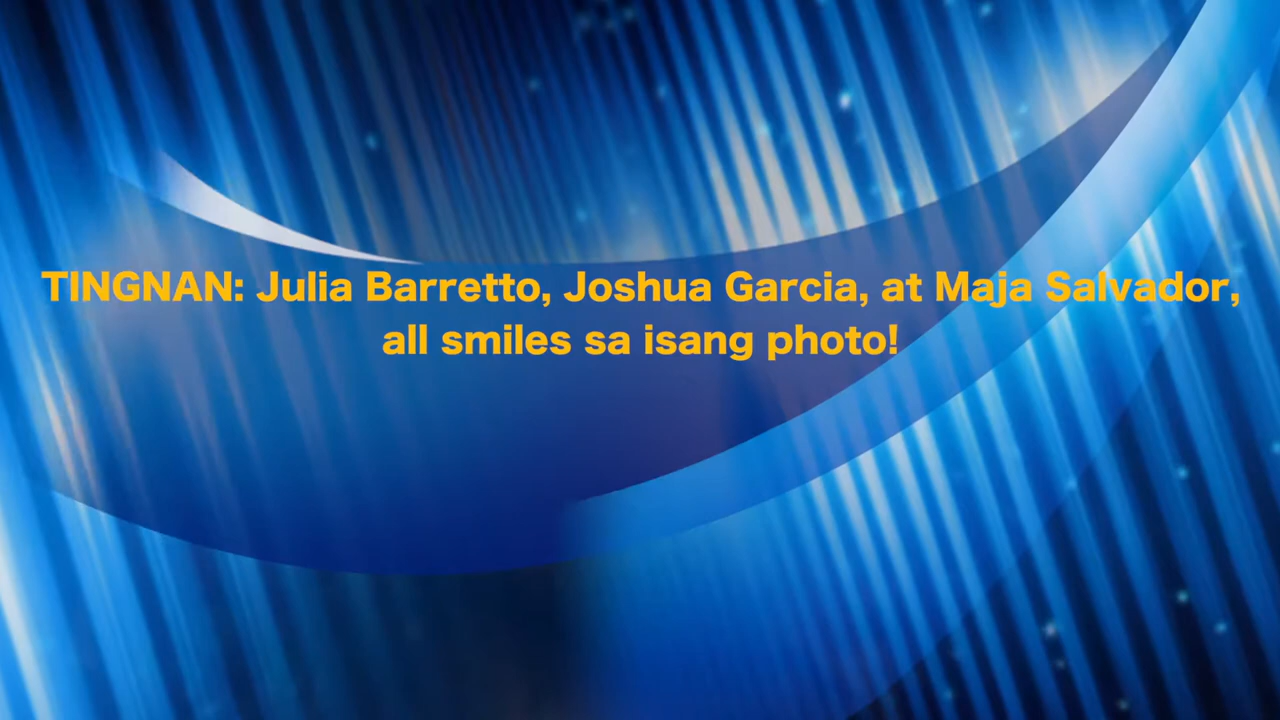 TINGNAN: Julia Barretto, Joshua Garcia, at Maja Salvador,
all smiles sa isang photo!